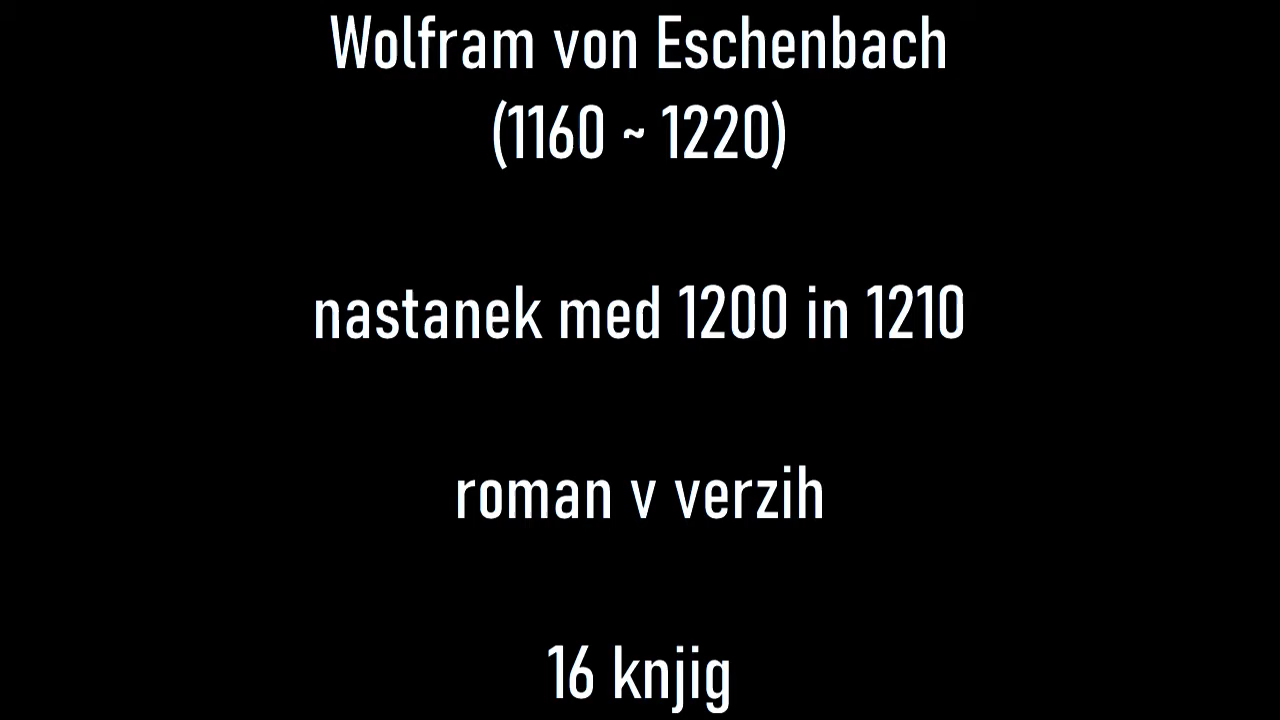 Wolfram von Eschenbach
(1160 ~ 1220)
nastanek med 1200 in 1210
roman v verzih
16 knjig